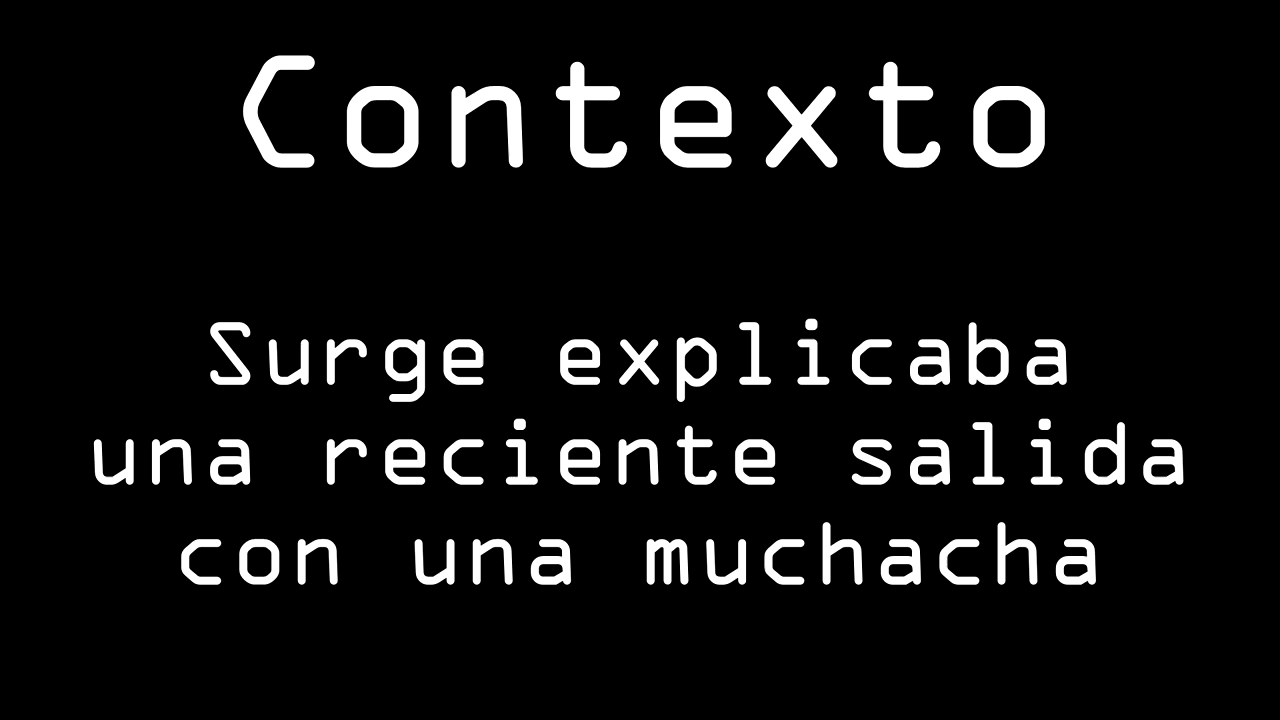 Contexto
Surge explicaba
una reciente salida
con una muchacha